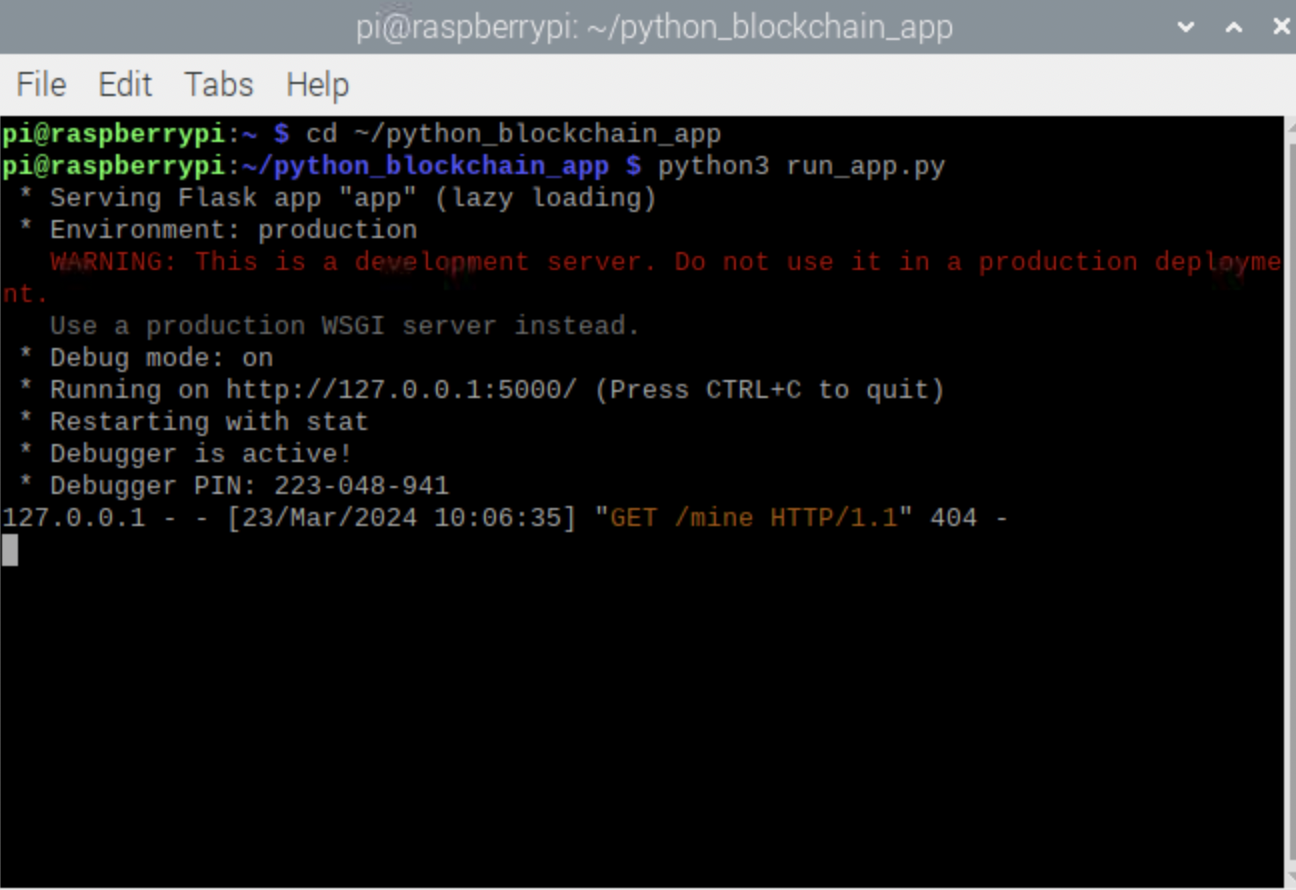 pi@raspberrypi: ~/python_blockchain_app
File Edit Tabs Help
pi@raspberrypi:~ $ cd ~/python_blockchain_app
pi@raspberrypi:~/python_blockchain_app $ python3 run_app.py
 * Serving Flask app "app" (lazy loading)
 * Environment: production
   WARNING: This is a development server. Do not use it in a production deployme
nt.
   Use a production WSGI server instead.
 * Debug mode: on
 * Running on http://127.0.0.1:5000/ (Press CTRL+C to quit)
 * Restarting with stat
 * Debugger is active!
 * Debugger PIN: 223-048-941
127.0.0.1 - - [23/Mar/2024 10:06:35] "GET /mine HTTP/1.1" 404 -